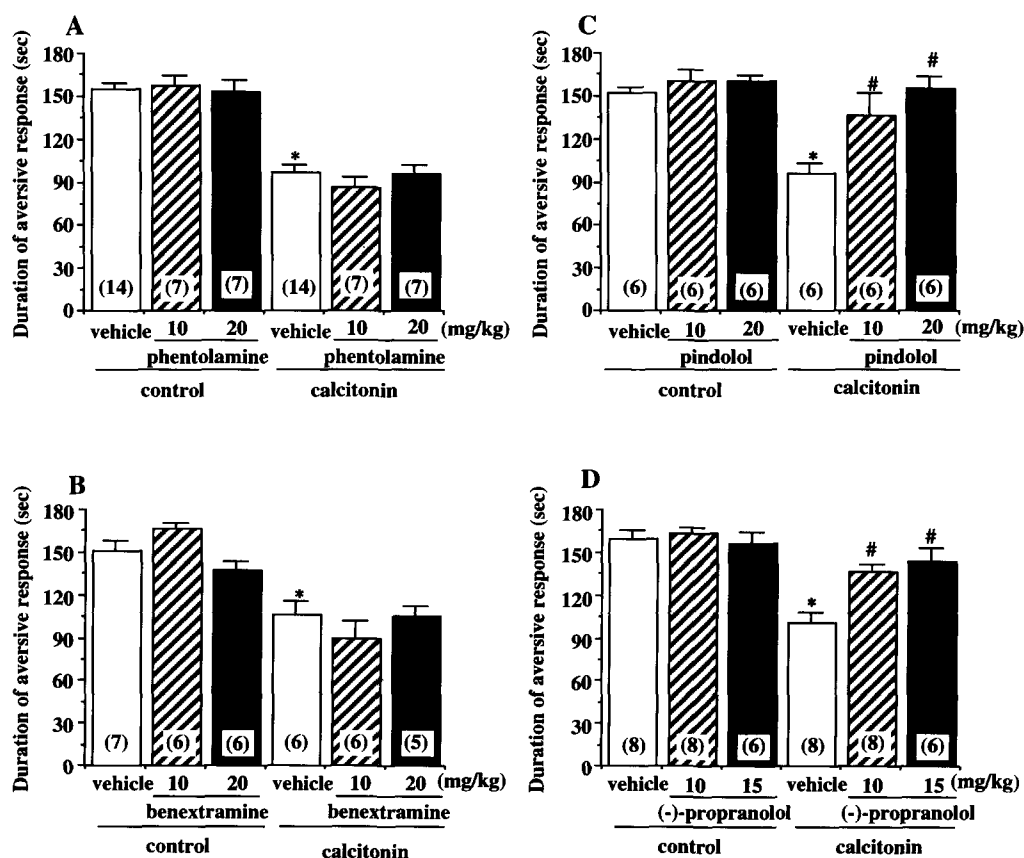 A
Duration of aversive response (sec)
180
150
120
90
60
30
0
*
(14) (7) (7) (14) (7) (7)
vehicle 10 20 vehicle 10 20 (mg/kg)
phentolamine phentolamine
control calcitonin
C
Duration of aversive response (sec)
180
150
120
90
60
30
0
* # #
(6) (6) (6) (6) (6) (6)
vehicle 10 20 vehicle 10 20 (mg/kg)
pindolol pindolol
control calcitonin
B
Duration of aversive response (sec)
180
150
120
90
60
30
0
*
(7) (6) (6) (6) (6) (5)
vehicle 10 20 vehicle 10 20 (mg/kg)
benextramine benextramine
control calcitonin
D
Duration of aversive response (sec)
180
150
120
90
60
30
0
* # #
(8) (8) (6) (8) (8) (6)
vehicle 10 15 vehicle 10 15 (mg/kg)
(-)-propranolol (-)-propranolol
control calcitonin